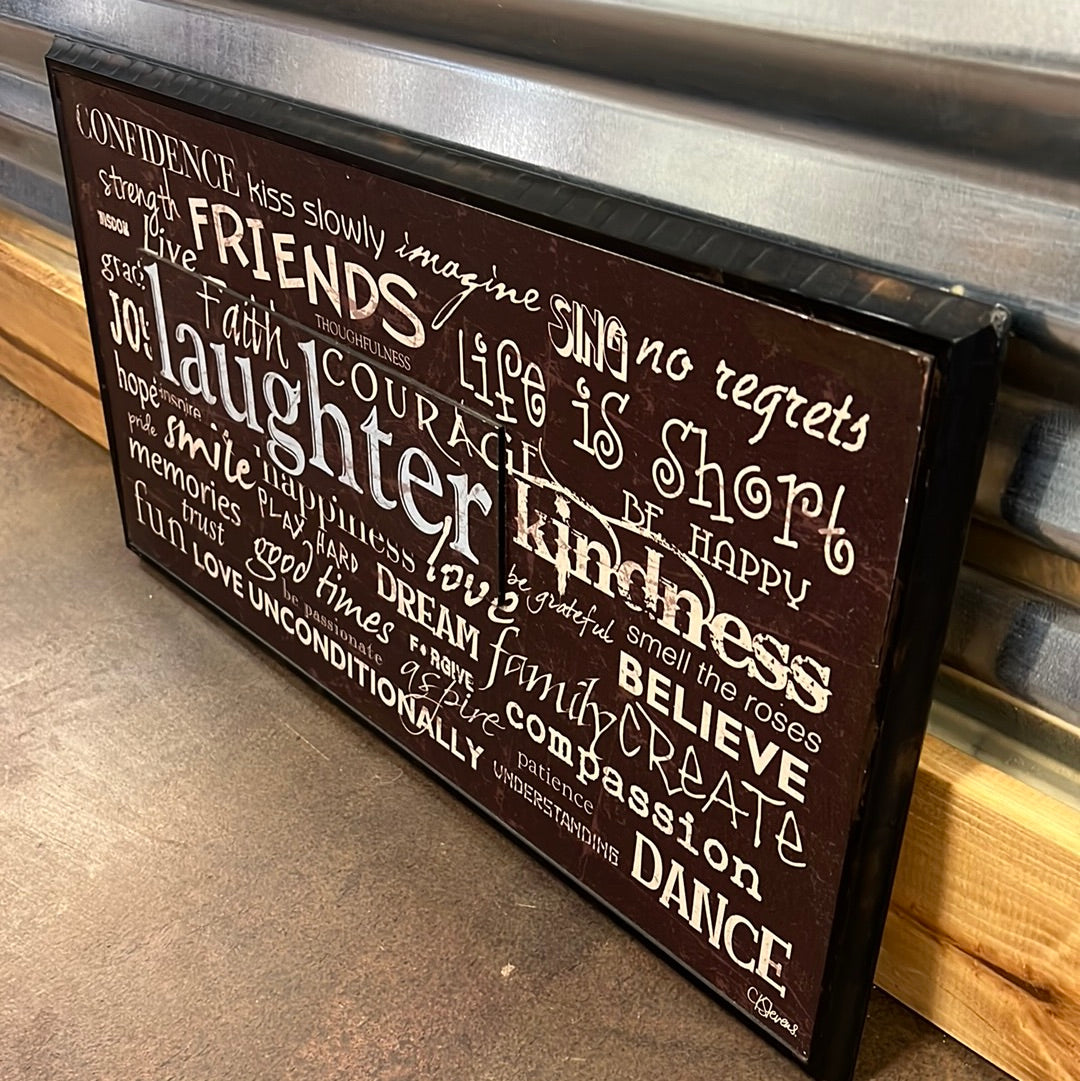 CONFIDENCE kiss slowly imagine SING no regrets
strength FRIENDS
WISDOM Live
THOUGHFULNESS Life is short
grace Faith COURAGE
JOY laughter BE HAPPY
hope inspire kindness
pride smile happiness love be grateful smell the roses
memories PLAY HARD DREAM family BELIEVE
trust good times FORGIVE CREATE
fun be passionate aspire compassion
LOVE UNCONDITIONALLY patience
UNDERSTANDING DANCE
CKStevens.